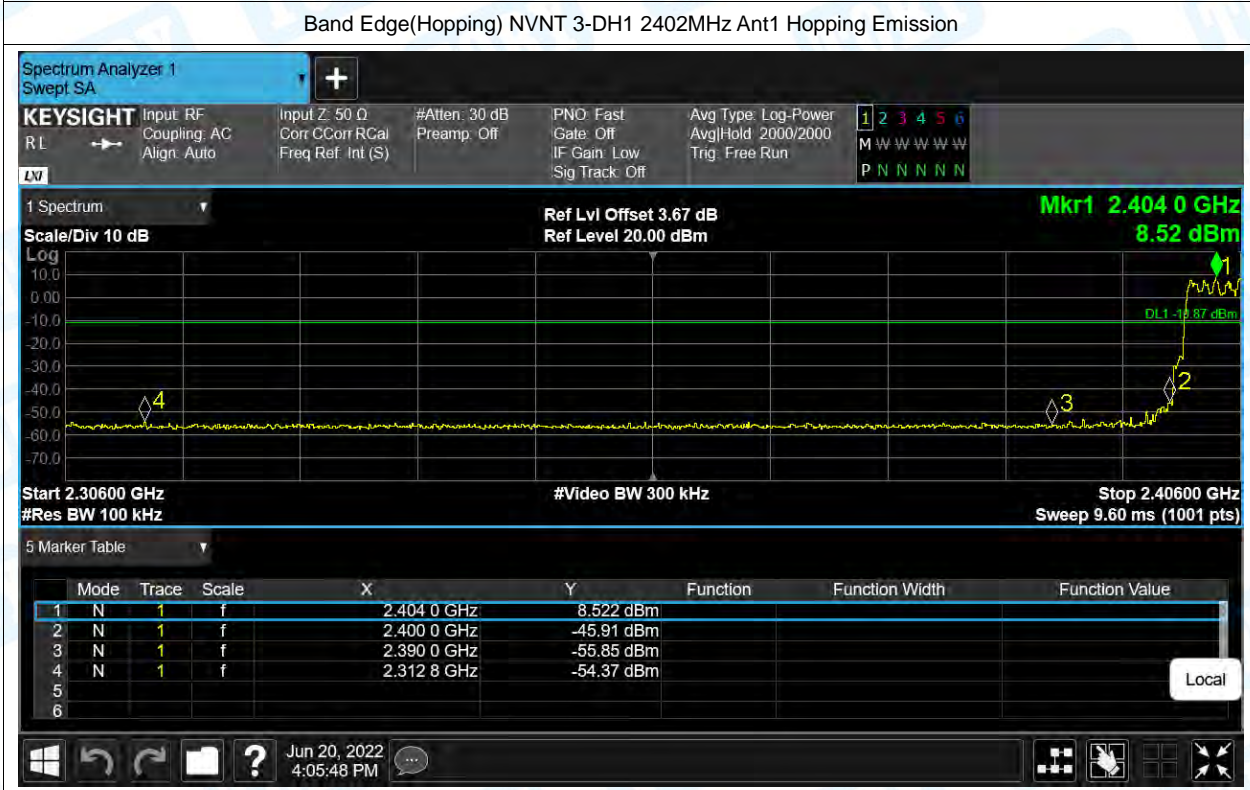 Band Edge(Hopping) NVNT 3-DH1 2402MHz Ant1 Hopping Emission
Spectrum Analyzer 1
Swept SA
+
KEYSIGHT
RL
LXI
Input: RF
Coupling: AC
Align: Auto
Input Z: 50 Ω
Corr CCorr RCal
Freq Ref: Int (S)
#Atten: 30 dB
Preamp: Off
PNO: Fast
Gate: Off
IF Gain: Low
Sig Track: Off
Avg Type: Log-Power
Avg|Hold: 2000/2000
Trig: Free Run
1 2 3 4 5 6
M W W W W W
P N N N N N
1 Spectrum
Scale/Div 10 dB
Ref Lvl Offset 3.67 dB
Ref Level 20.00 dBm
Mkr1 2.404 0 GHz
8.52 dBm
Log
10.0
0.00
-10.0
-20.0
-30.0
-40.0
-50.0
-60.0
-70.0
1
2
3
4
Start 2.30600 GHz
#Res BW 100 kHz
#Video BW 300 kHz
Stop 2.40600 GHz
Sweep 9.60 ms (1001 pts)
5 Marker Table
Mode Trace Scale X Y Function Function Width Function Value
1 N 1 f 2.404 0 GHz 8.522 dBm
2 N 1 f 2.400 0 GHz -45.91 dBm
3 N 1 f 2.390 0 GHz -55.85 dBm
4 N 1 f 2.312 8 GHz -54.37 dBm
5
6
Local
?
Jun 20, 2022
4:05:48 PM